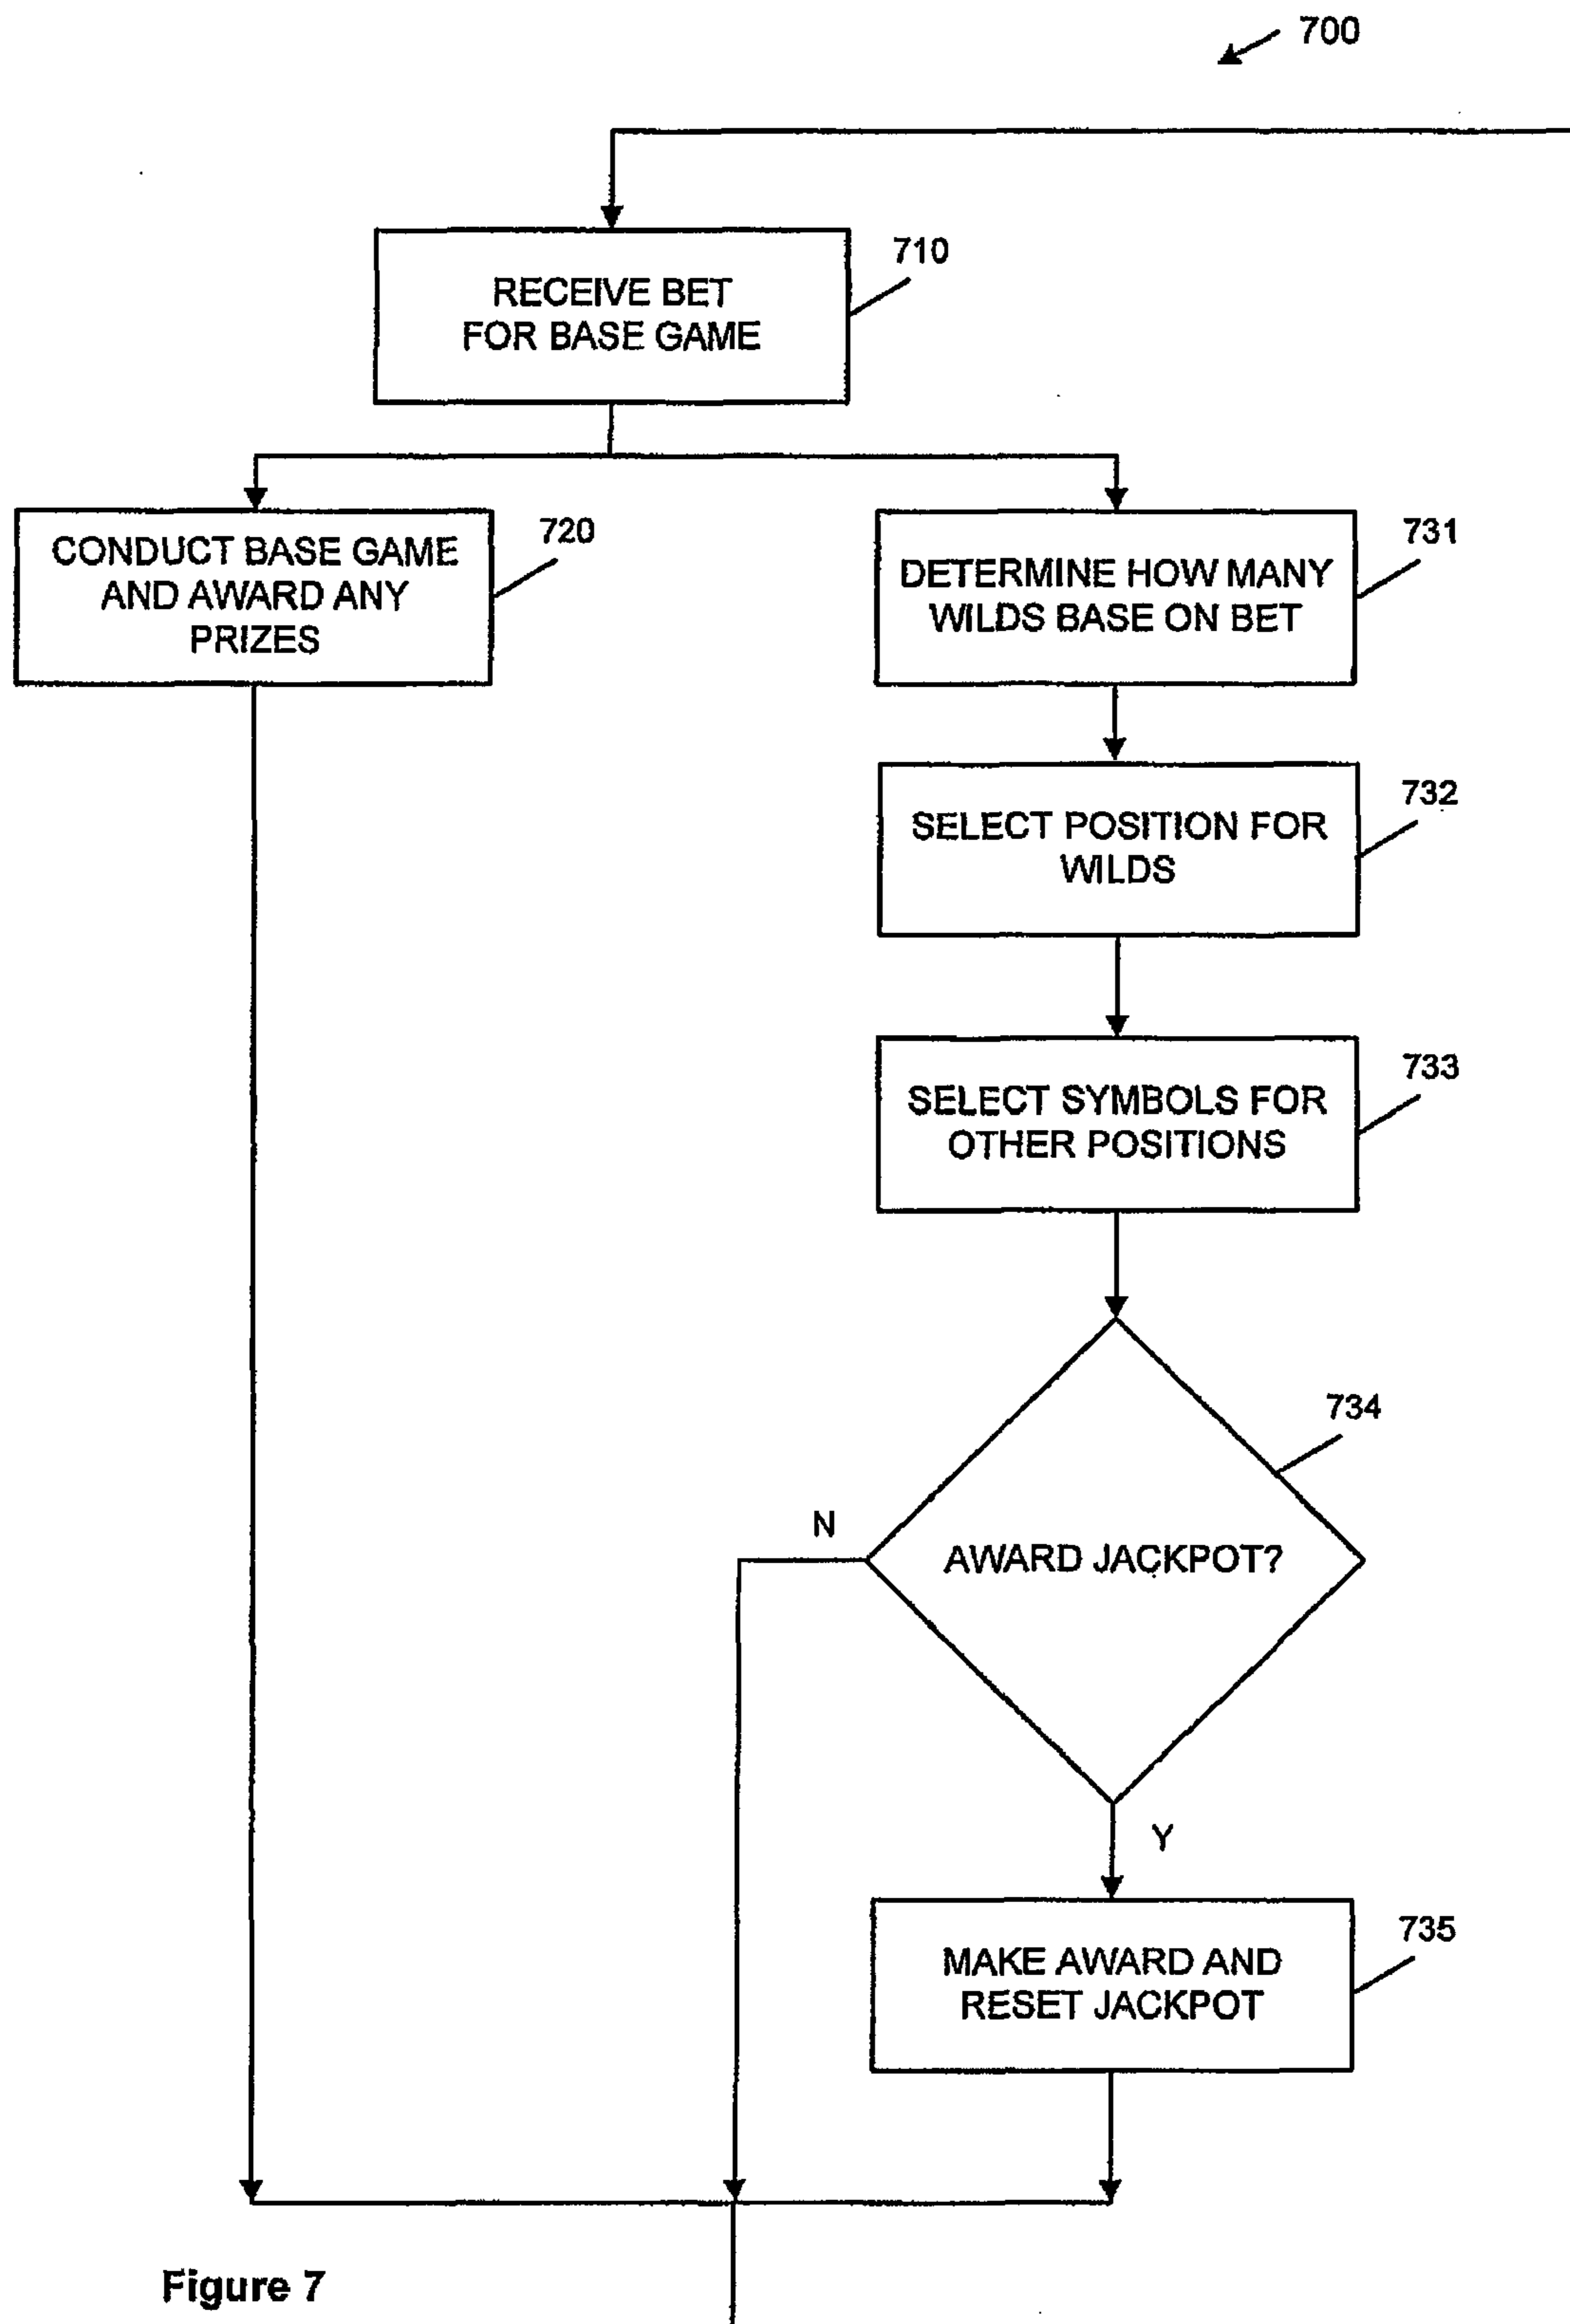 700
RECEIVE BET
FOR BASE GAME
710
CONDUCT BASE GAME
AND AWARD ANY
PRIZES
720
DETERMINE HOW MANY
WILDS BASE ON BET
731
SELECT POSITION FOR
WILDS
732
SELECT SYMBOLS FOR
OTHER POSITIONS
733
AWARD JACKPOT?
734
N
Y
MAKE AWARD AND
RESET JACKPOT
735
Figure 7